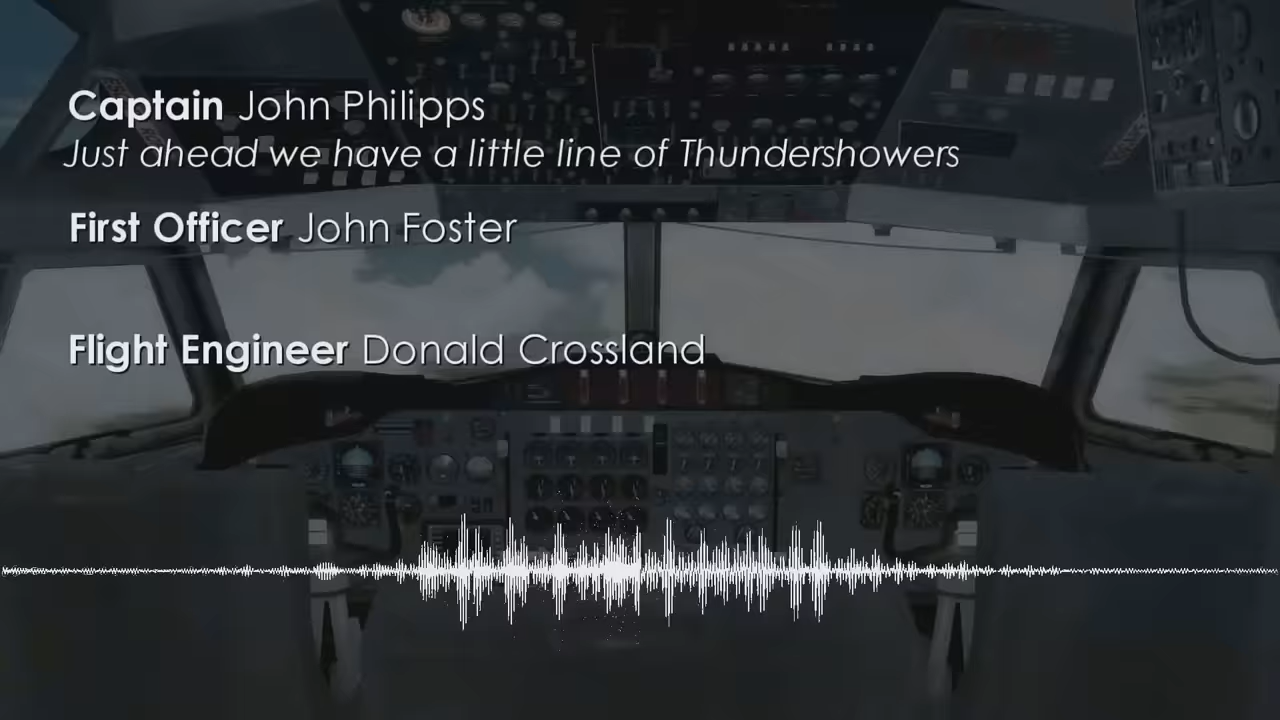 Captain John Philipps
Just ahead we have a little line of Thundershowers
First Officer John Foster
Flight Engineer Donald Crossland